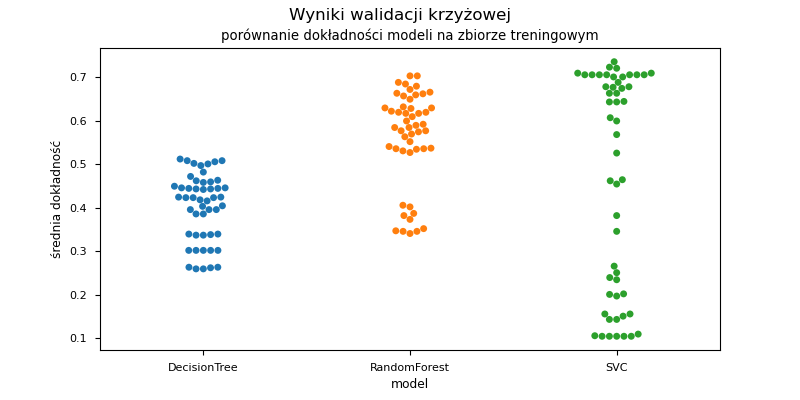 Wyniki walidacji krzyżowej
porównanie dokładności modeli na zbiorze treningowym
średnia dokładność
0.7
0.6
0.5
0.4
0.3
0.2
0.1
DecisionTree
RandomForest
SVC
model